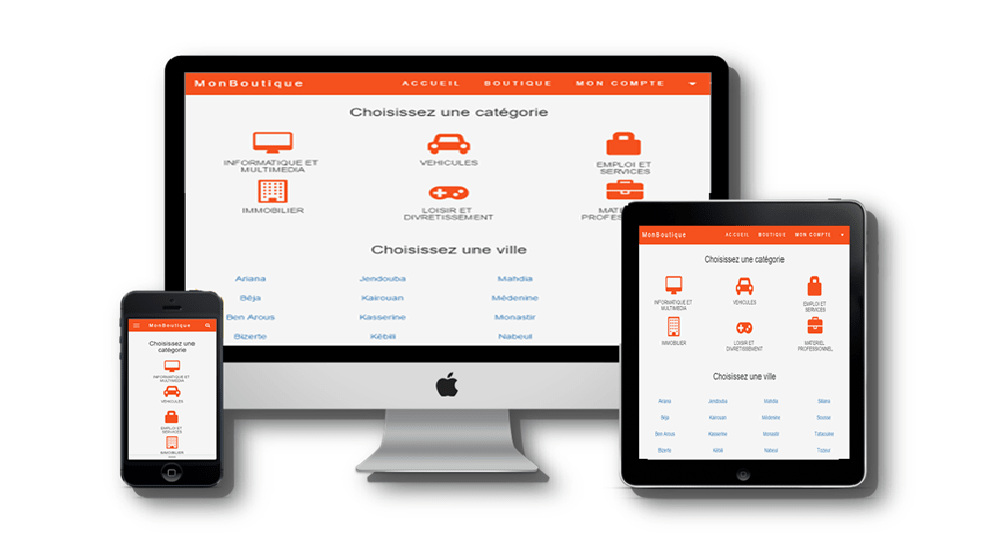 MonBoutique ACCUEIL BOUTIQUE MON COMPTE
Choisissez une catégorie
INFORMATIQUE ET
MULTIMEDIA
VEHICULES
EMPLOI ET
SERVICES
IMMOBILIER
LOISIR ET
DIVRETISSEMENT
MATI
PROFES
Choisissez une ville
Ariana Jendouba Mahdia
Béja Kairouan Médenine
Ben Arous Kasserine Monastir
Bizerte Kébili Nabeul
MonBoutique
Choisissez une
catégorie
INFORMATIQUE ET
MULTIMEDIA
VEHICULES
EMPLOI ET
SERVICES
IMMOBILIER
MonBoutique ACCUEIL BOUTIQUE MON COMPTE
Choisissez une catégorie
INFORMATIQUE ET
MULTIMEDIA
VEHICULES
EMPLOI ET
SERVICES
IMMOBILIER
LOISIR ET
DIVRETISSEMENT
MATERIEL
PROFESSIONNEL
Choisissez une ville
Ariana Jendouba Mahdia Siliana
Béja Kairouan Médenine Sousse
Ben Arous Kasserine Monastir Tataouine
Bizerte Kébili Nabeul Tozeur